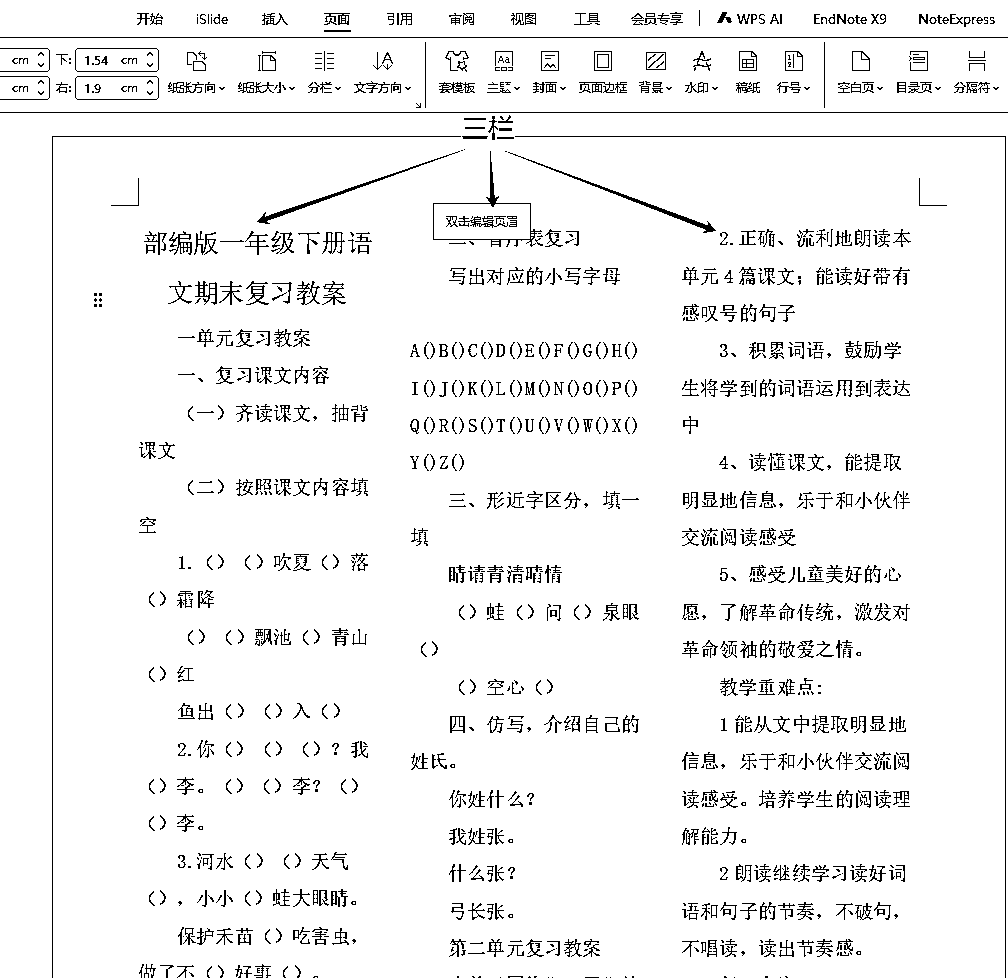 开始 iSlide 插入 页面 引用 审阅 视图 工具 会员专享 WPS AI EndNote X9 NoteExpress
cm 下: 1.54 cm
cm 右: 1.9 cm
纸张方向 纸张大小 分栏 文字方向 套模板 主题 封面 页面边框 背景 水印 稿纸 行号 空白页 目录页 分隔符
三栏
双击编辑页眉
部编版一年级下册语
文期末复习教案
一单元复习教案
一、复习课文内容
（一）齐读课文，抽背
课文
（二）按照课文内容填
空
1.（）（）吹夏（）落
（）霜降
（）（）飘池（）青山
（）红
鱼出（）（）入（）
2.你（）（）（）？我
（）李。（）（）李？（）
（）李。
3.河水（）（）天气
（），小小（）蛙大眼睛。
保护禾苗（）吃害虫，
做了不（）好事（）。
表复习
写出对应的小写字母
A()B()C()D()E()F()G()H()
I()J()K()L()M()N()O()P()
Q()R()S()T()U()V()W()X()
Y()Z()
三、形近字区分，填一
填
睛请青清晴情
（）蛙（）问（）泉眼
（）
（）空心（）
四、仿写，介绍自己的
姓氏。
你姓什么？
我姓张。
什么张？
弓长张。
第二单元复习教案
2.正确、流利地朗读本
单元 4 篇课文；能读好带有
感叹号的句子
3、积累词语，鼓励学
生将学到的词语运用到表达
中
4、读懂课文，能提取
明显地信息，乐于和小伙伴
交流阅读感受
5、感受儿童美好的心
愿，了解革命传统，激发对
革命领袖的敬爱之情。
教学重难点:
1 能从文中提取明显地
信息，乐于和小伙伴交流阅
读感受。培养学生的阅读理
解能力。
2 朗读继续学习读好词
语和句子的节奏，不破句，
不唱读，读出节奏感。